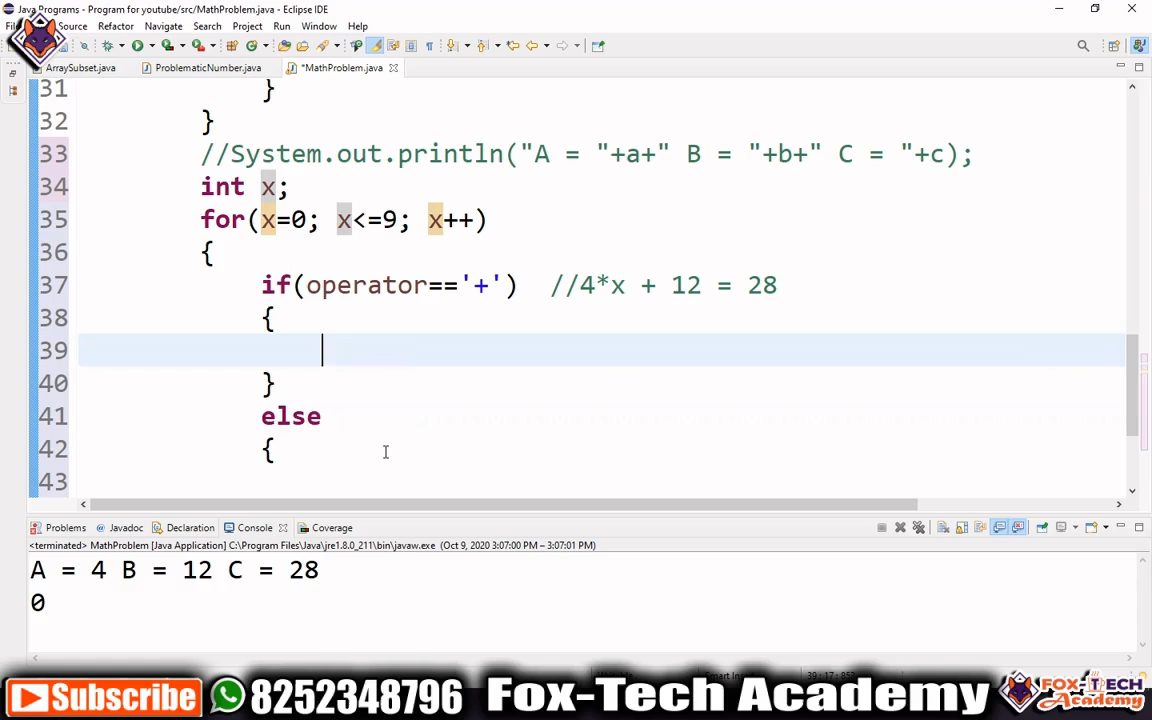 Java Programs - Program for youtube/src/MathProblem.java - Eclipse IDE
Source Refactor Navigate Search Project Run Window Help
ArraySubset.java ProblematicNumber.java *MathProblem.java
31 }
32 }
33 //System.out.println("A = "+a+" B = "+b+" C = "+c);
34 int x;
35 for(x=0; x<=9; x++)
36 {
37 if(operator=='+') //4*x + 12 = 28
38 {
39
40 }
41 else
42 {
43
Problems Javadoc Declaration Console Coverage
<terminated> MathProblem [Java Application] C:\Program Files\Java\jre1.8.0_211\bin\javaw.exe (Oct 9, 2020 3:07:00 PM – 3:07:01 PM)
A = 4 B = 12 C = 28
0
Subscribe 8252348796 Fox-Tech Academy
FOX-TECH
Academy